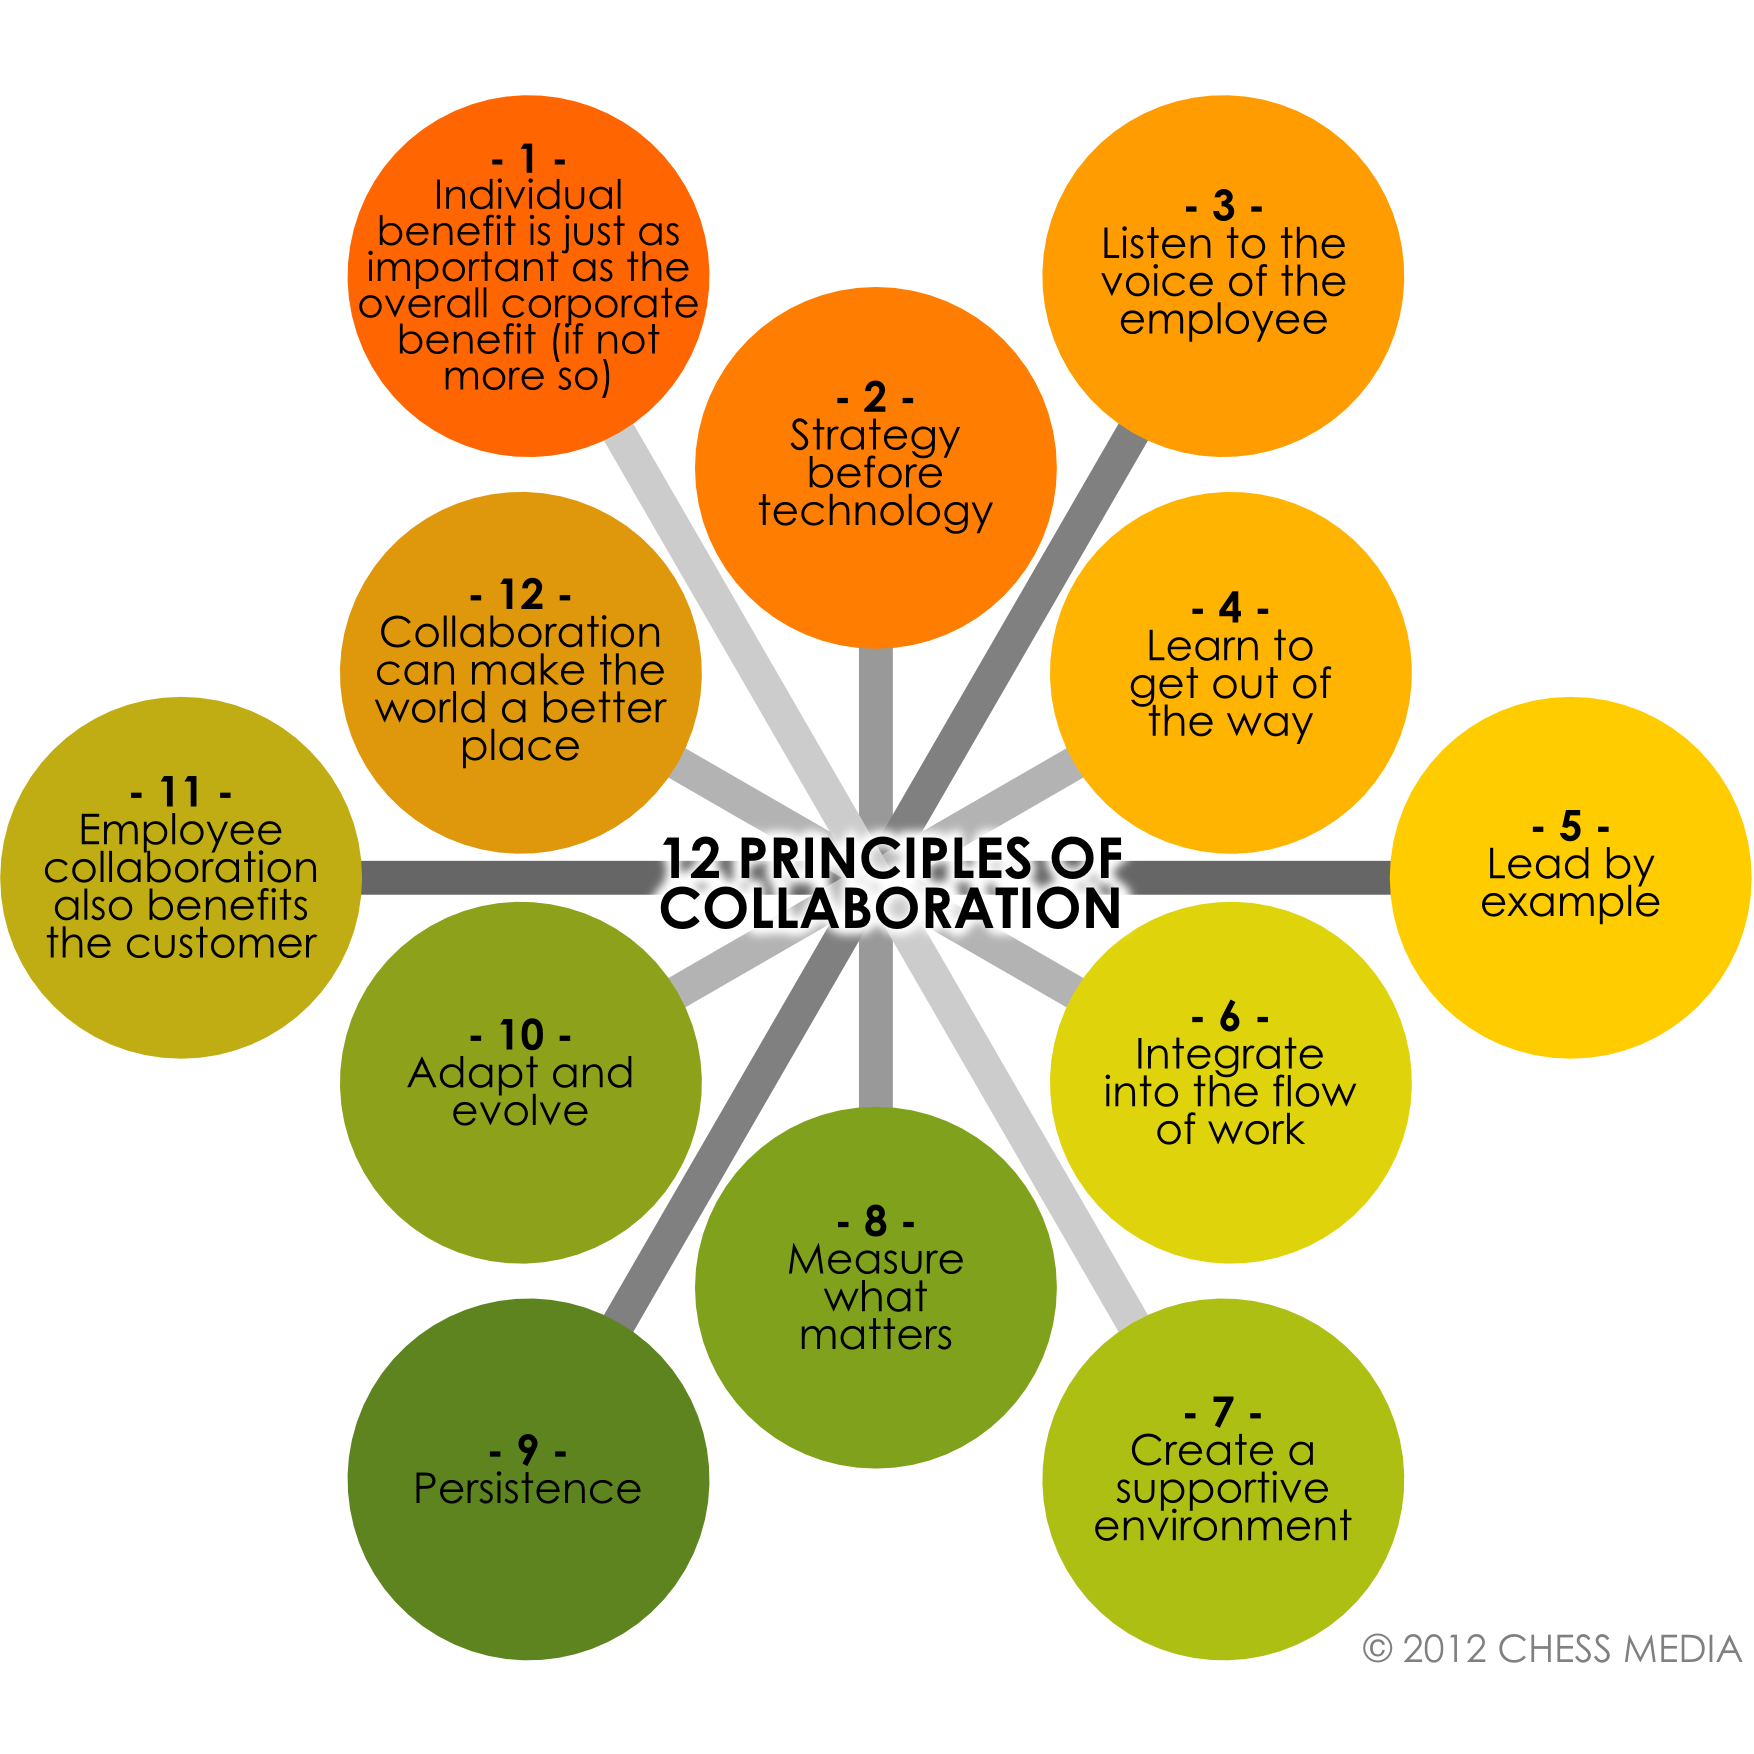 - 1 -
Individual
benefit is just as
important as the
overall corporate
benefit (if not
more so)
- 2 -
Strategy
before
technology
- 3 -
Listen to the
voice of the
employee
- 4 -
Learn to
get out of
the way
- 5 -
Lead by
example
- 6 -
Integrate
into the flow
of work
- 7 -
Create a
supportive
environment
- 8 -
Measure
what
matters
- 9 -
Persistence
- 10 -
Adapt and
evolve
- 11 -
Employee
collaboration
also benefits
the customer
- 12 -
Collaboration
can make the
world a better
place
12 PRINCIPLES OF
COLLABORATION
© 2012 CHESS MEDIA